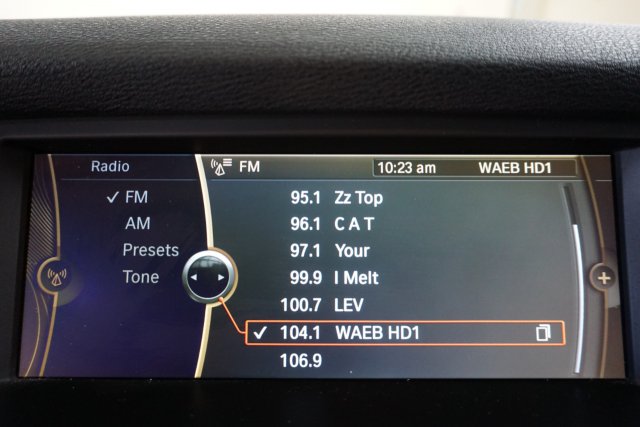 Radio
FM 10:23 am WAEB HD1
✓ FM
AM
Presets
Tone
95.1 Zz Top
96.1 C A T
97.1 Your
99.9 I Melt
100.7 LEV
✓ 104.1 WAEB HD1
106.9